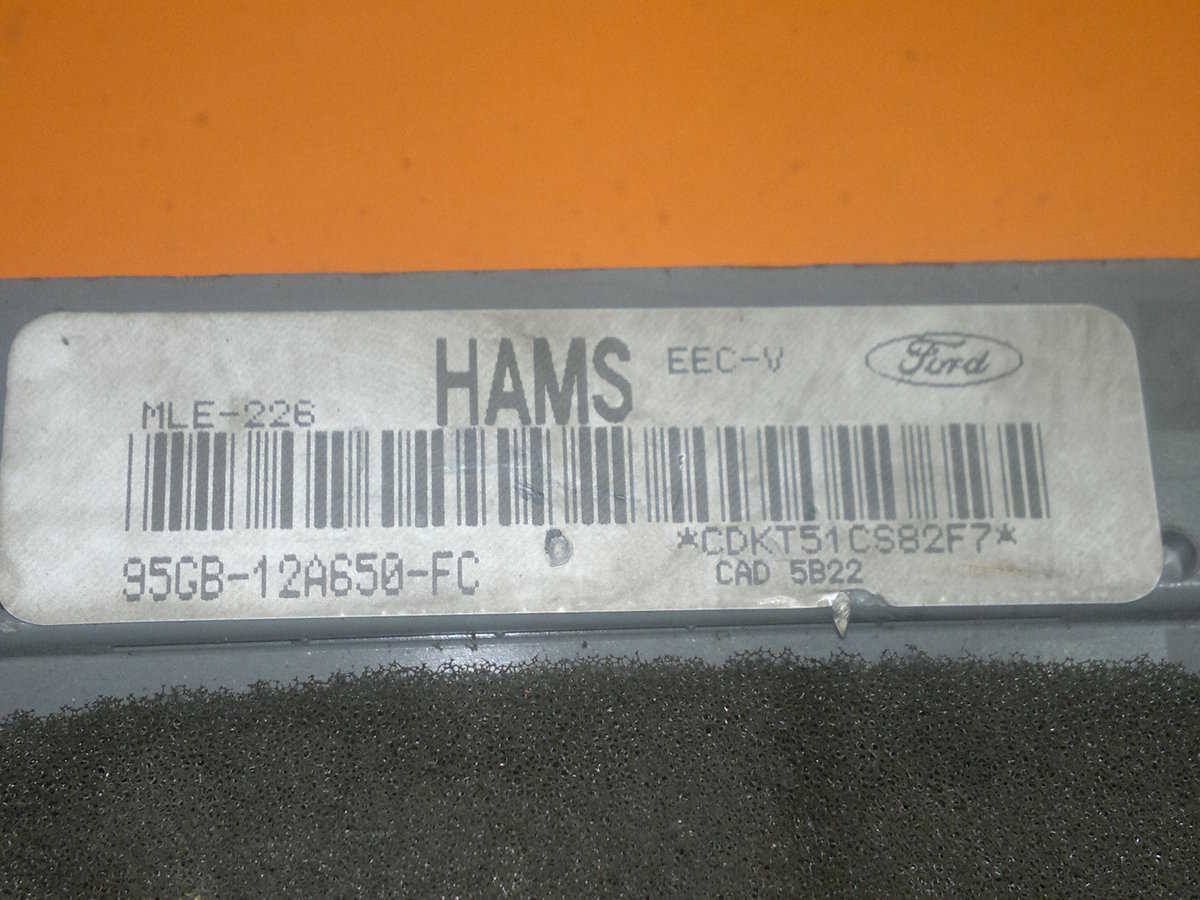 HAMS EEC-V Ford
MLE-226
*CDKT51CS82F7*
95GB-12A650-FC
CAD 5B22